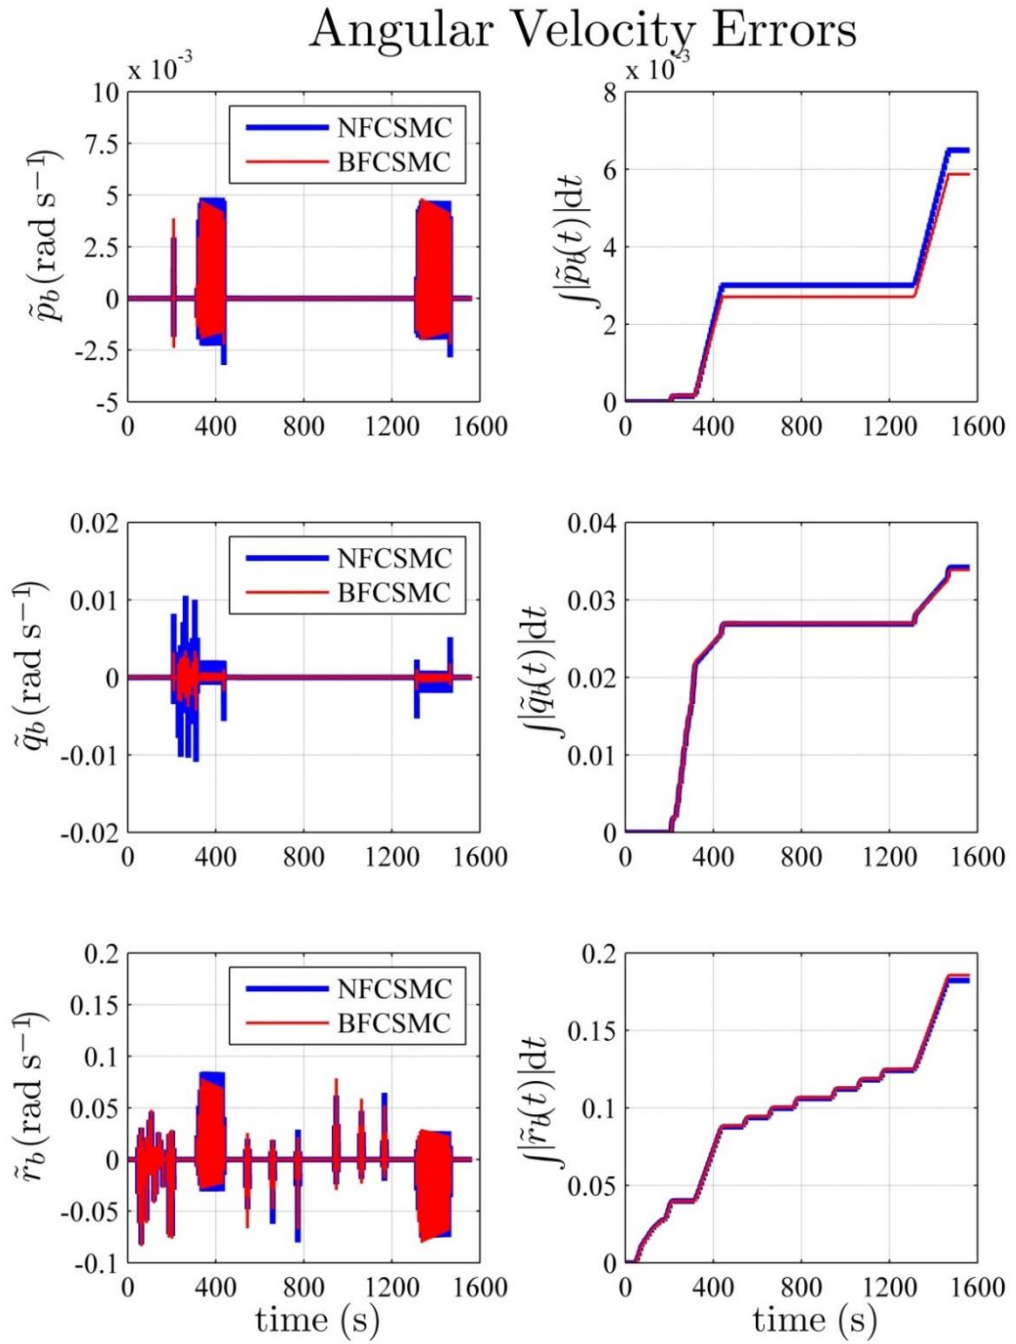 Angular Velocity Errors
x 10⁻³
10
7.5
5
2.5
0
-2.5
-5
p̃_b (rad s⁻¹)
NFCSMC
BFCSMC
0 400 800 1200 1600
x 10⁻³
8
6
4
2
0
∫|p̃_b(t)|dt
0 400 800 1200 1600
0.02
0.01
0
-0.01
-0.02
q̃_b (rad s⁻¹)
NFCSMC
BFCSMC
0 400 800 1200 1600
0.04
0.03
0.02
0.01
0
∫|q̃_b(t)|dt
0 400 800 1200 1600
0.2
0.15
0.1
0.05
0
-0.05
-0.1
r̃_b (rad s⁻¹)
NFCSMC
BFCSMC
0 400 800 1200 1600
time (s)
0.2
0.15
0.1
0.05
0
∫|r̃_b(t)|dt
0 400 800 1200 1600
time (s)